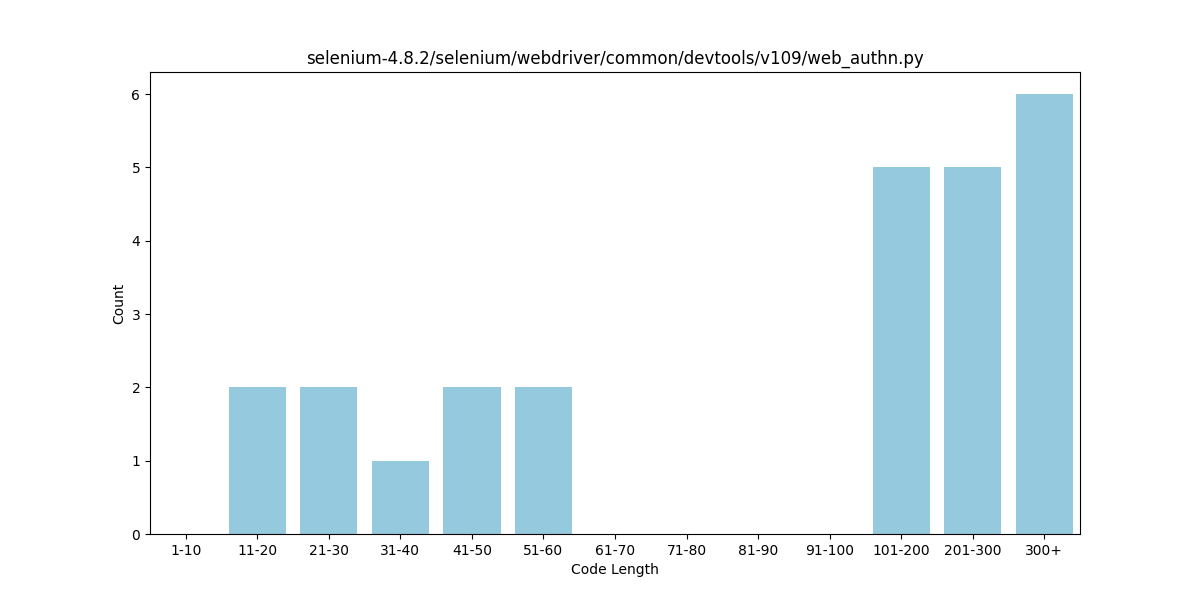 selenium-4.8.2/selenium/webdriver/common/devtools/v109/web_authn.py
6
5
4
3
2
1
0
Count
1-10 11-20 21-30 31-40 41-50 51-60 61-70 71-80 81-90 91-100 101-200 201-300 300+
Code Length